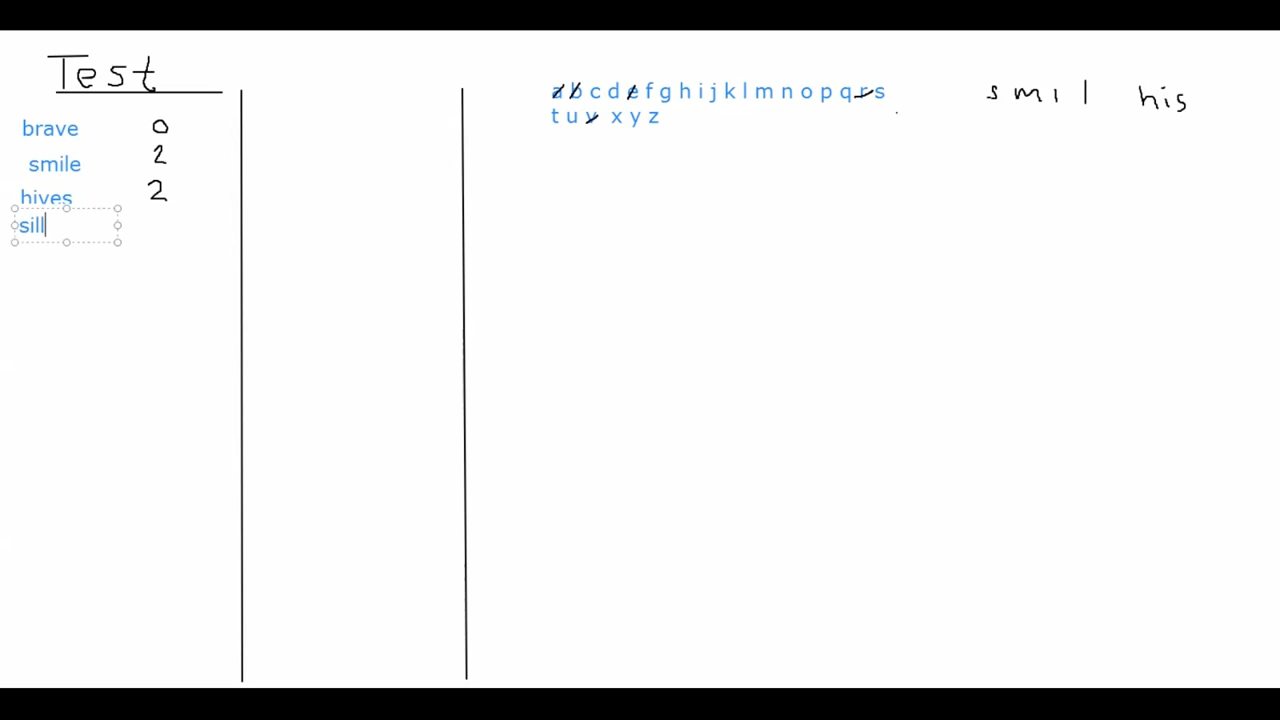 Test
brave 0
smile 2
hives 2
sill
a b c d e f g h i j k l m n o p q r s
t u v x y z
s m i l his